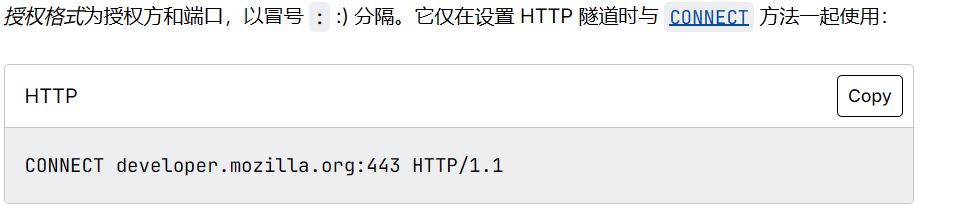 授权格式为授权方和端口，以冒号 : :) 分隔。它仅在设置 HTTP 隧道时与 CONNECT 方法一起使用：
HTTP
Copy
CONNECT developer.mozilla.org:443 HTTP/1.1